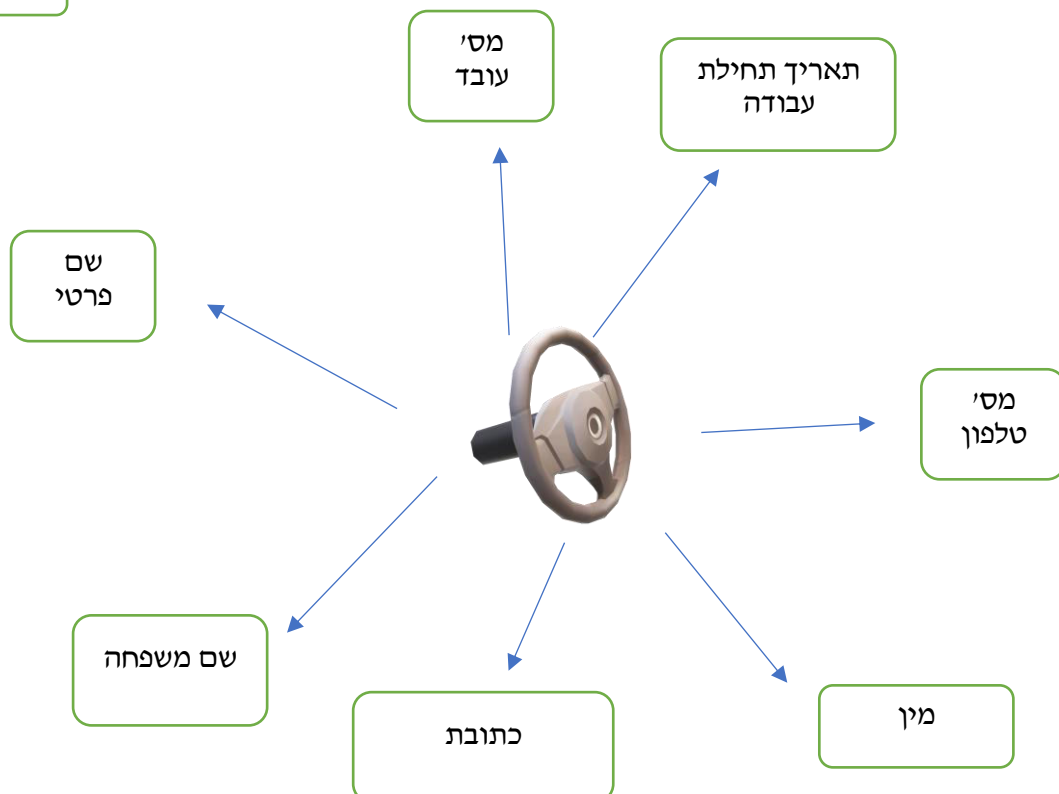 מס'
עובד
תאריך תחילת
עבודה
שם
פרטי
מס'
טלפון
שם משפחה
כתובת
מין